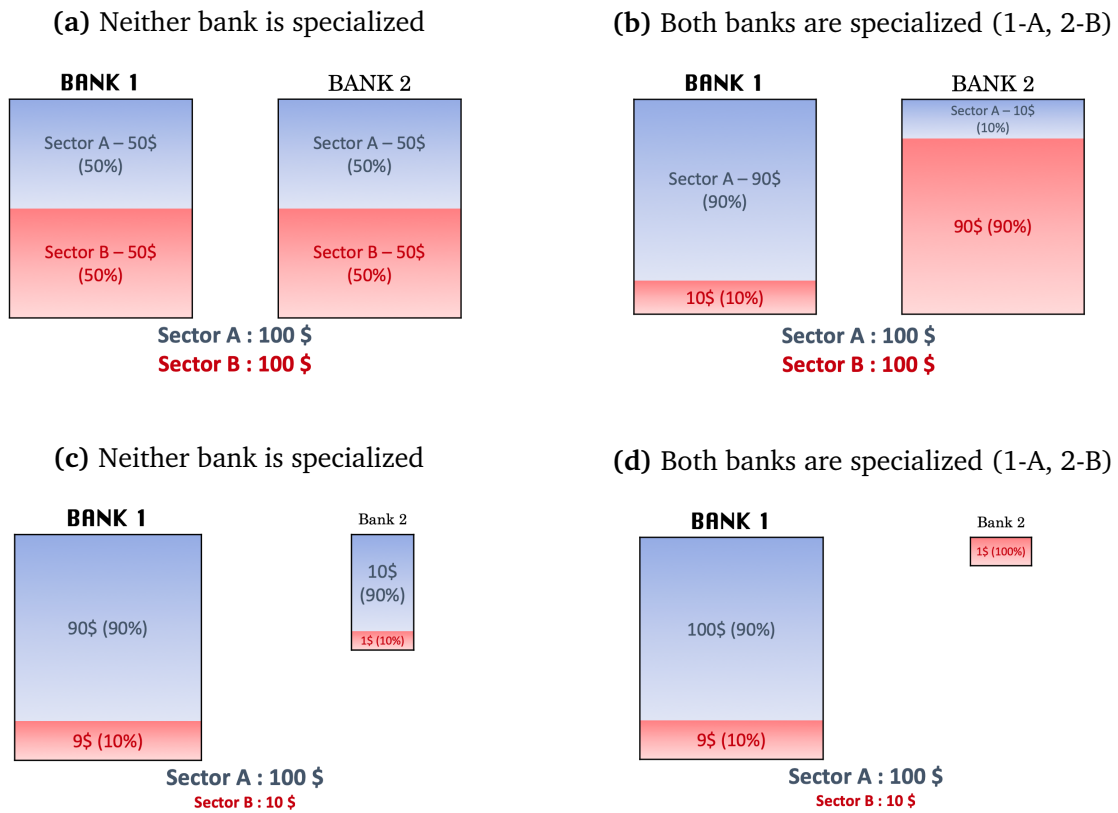 (a) Neither bank is specialized
BANK 1
BANK 2
Sector A – 50$
(50%)
Sector B – 50$
(50%)
Sector A – 50$
(50%)
Sector B – 50$
(50%)
Sector A : 100 $
Sector B : 100 $
(b) Both banks are specialized (1-A, 2-B)
BANK 1
BANK 2
Sector A – 90$
(90%)
10$ (10%)
Sector A – 10$
(10%)
90$ (90%)
Sector A : 100 $
Sector B : 100 $
(c) Neither bank is specialized
BANK 1
Bank 2
90$ (90%)
9$ (10%)
10$
(90%)
1$ (10%)
Sector A : 100 $
Sector B : 10 $
(d) Both banks are specialized (1-A, 2-B)
BANK 1
Bank 2
100$ (90%)
9$ (10%)
1$ (100%)
Sector A : 100 $
Sector B : 10 $